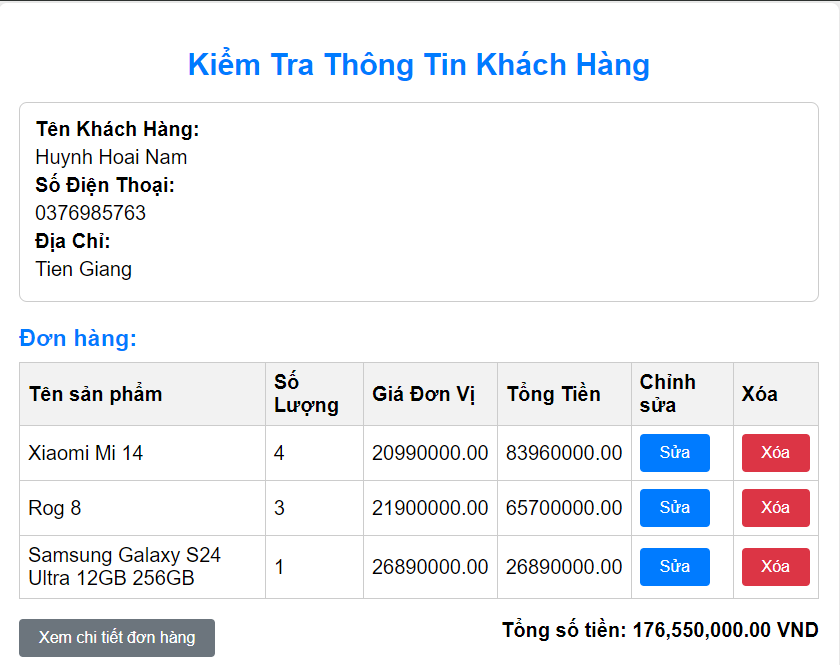 Kiểm Tra Thông Tin Khách Hàng
Tên Khách Hàng:
Huynh Hoai Nam
Số Điện Thoại:
0376985763
Địa Chỉ:
Tien Giang
Đơn hàng:
Tên sản phẩm Số Lượng Giá Đơn Vị Tổng Tiền Chỉnh sửa Xóa
Xiaomi Mi 14 4 20990000.00 83960000.00 Sửa Xóa
Rog 8 3 21900000.00 65700000.00 Sửa Xóa
Samsung Galaxy S24
Ultra 12GB 256GB 1 26890000.00 26890000.00 Sửa Xóa
Tổng số tiền: 176,550,000.00 VND
Xem chi tiết đơn hàng